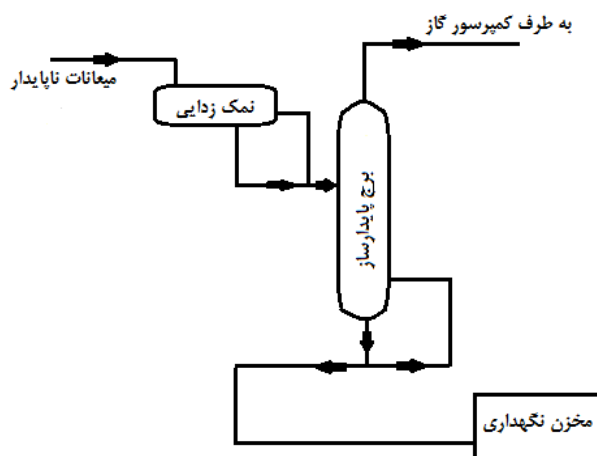 به طرف کمپرسور گاز
میعانات ناپایدار
نمک زدایی
برج پایدارساز
مخزن نگهداری